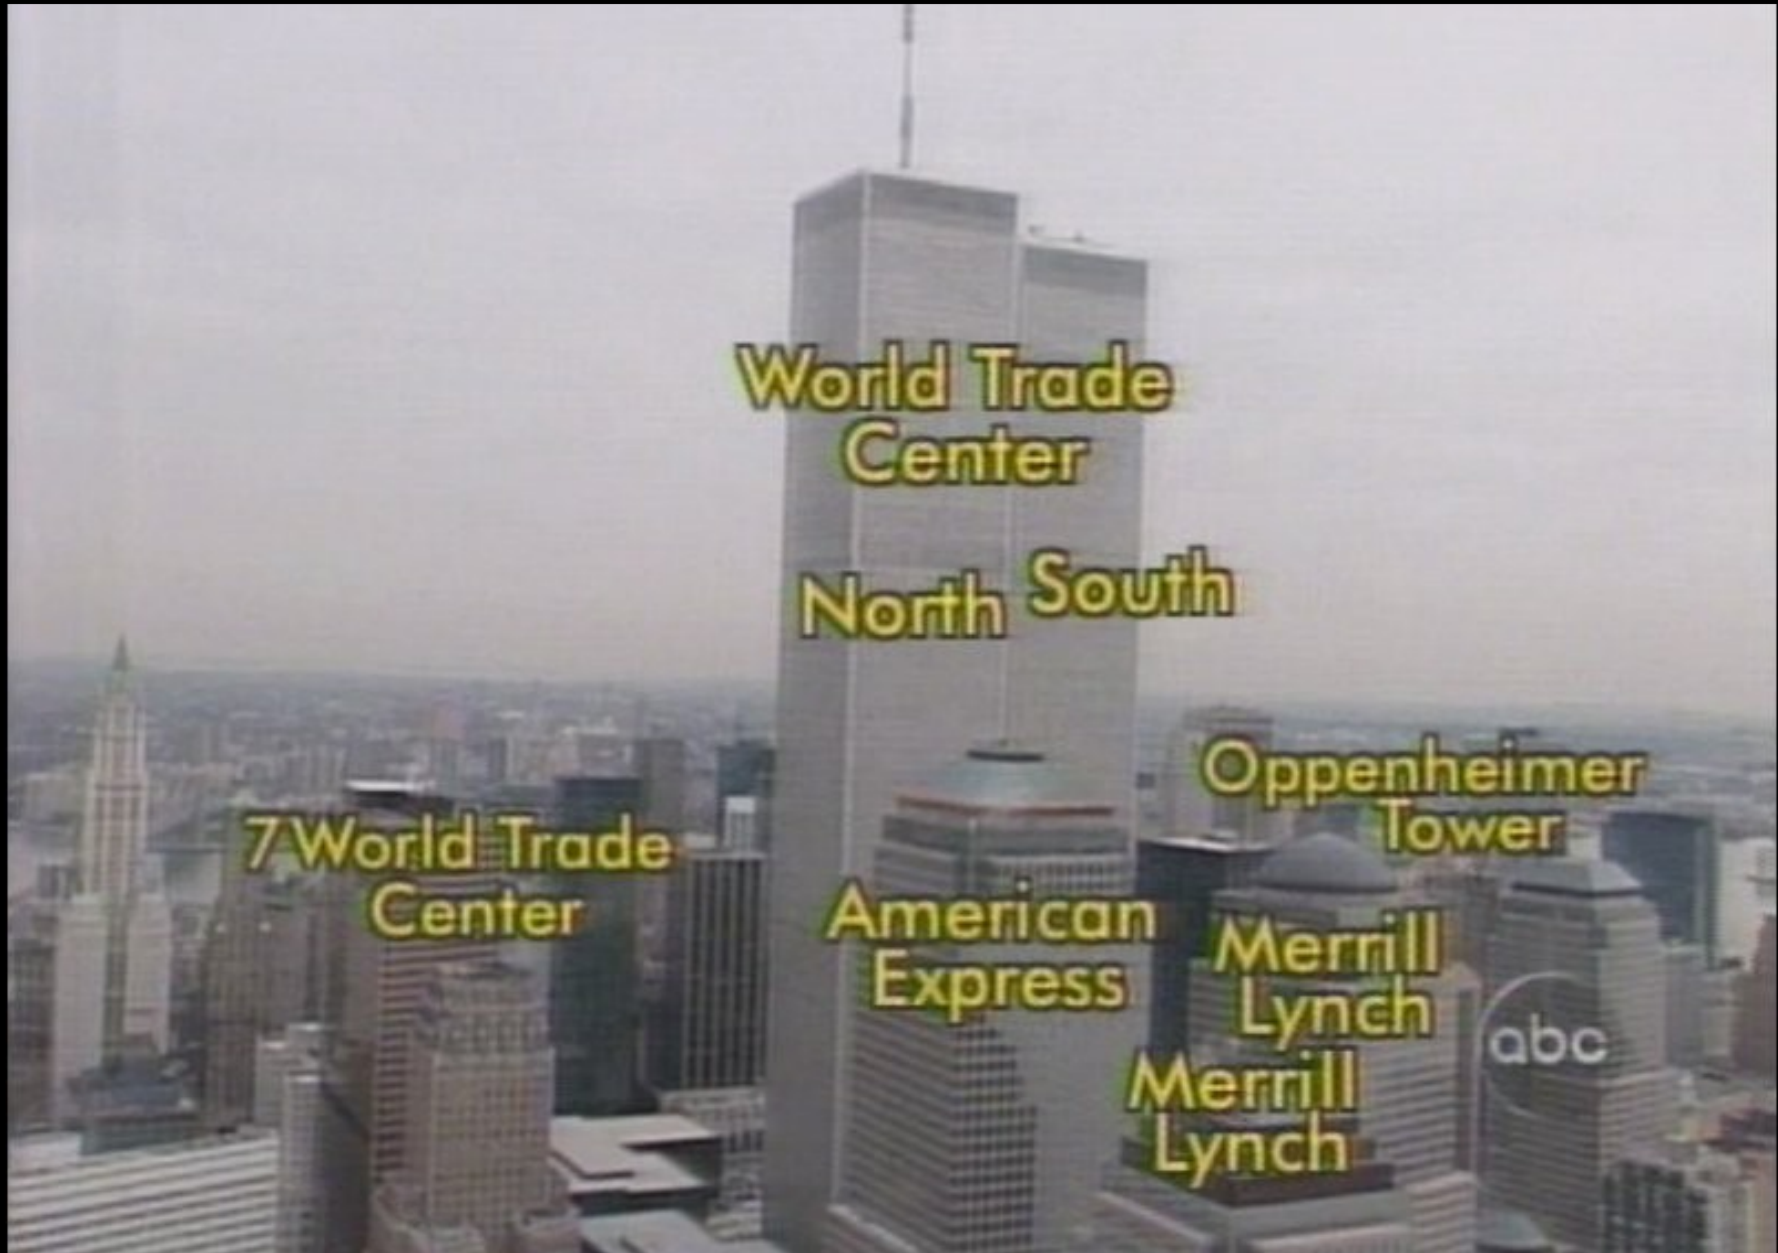 World Trade
Center
North South
Oppenheimer
Tower
7 World Trade
Center
American
Express
Merrill
Lynch
abc
Merrill
Lynch